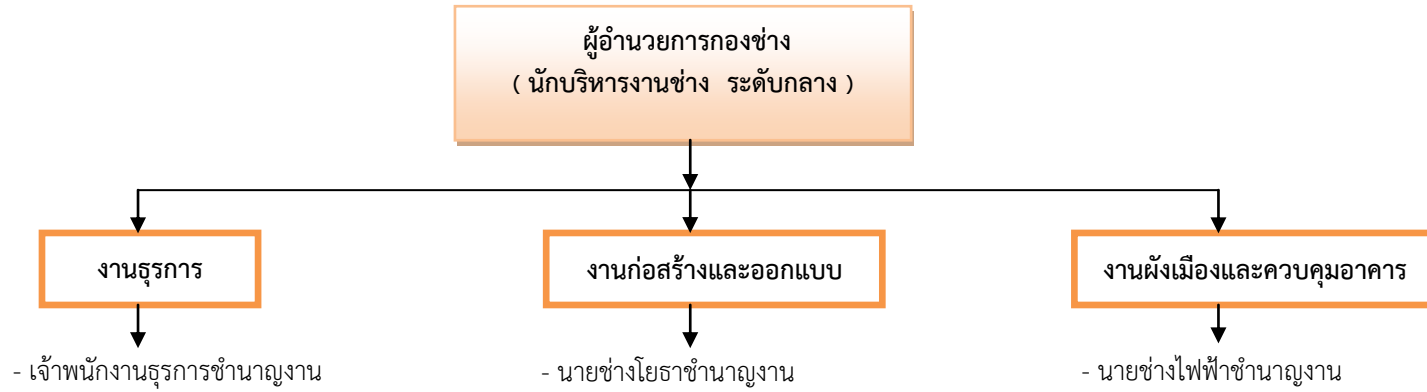 ผู้อำนวยการกองช่าง
( นักบริหารงานช่าง ระดับกลาง )
งานธุรการ
งานก่อสร้างและออกแบบ
งานผังเมืองและควบคุมอาคาร
- เจ้าพนักงานธุรการชำนาญงาน
- นายช่างโยธาชำนาญงาน
- นายช่างไฟฟ้าชำนาญงาน